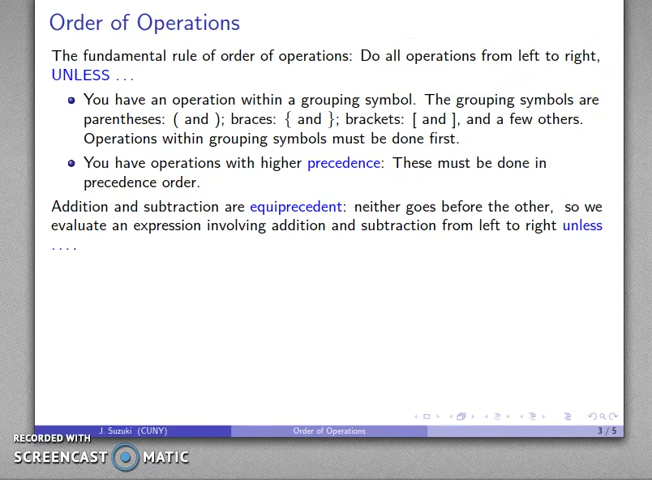 Order of Operations
The fundamental rule of order of operations: Do all operations from left to right,
UNLESS ...
You have an operation within a grouping symbol. The grouping symbols are
parentheses: ( and ); braces: { and }; brackets: [ and ], and a few others.
Operations within grouping symbols must be done first.
You have operations with higher precedence: These must be done in
precedence order.
Addition and subtraction are equiprecedent: neither goes before the other, so we
evaluate an expression involving addition and subtraction from left to right unless
....
J. Suzuki (CUNY) Order of Operations 3 / 5
RECORDED WITH
SCREENCAST MATIC